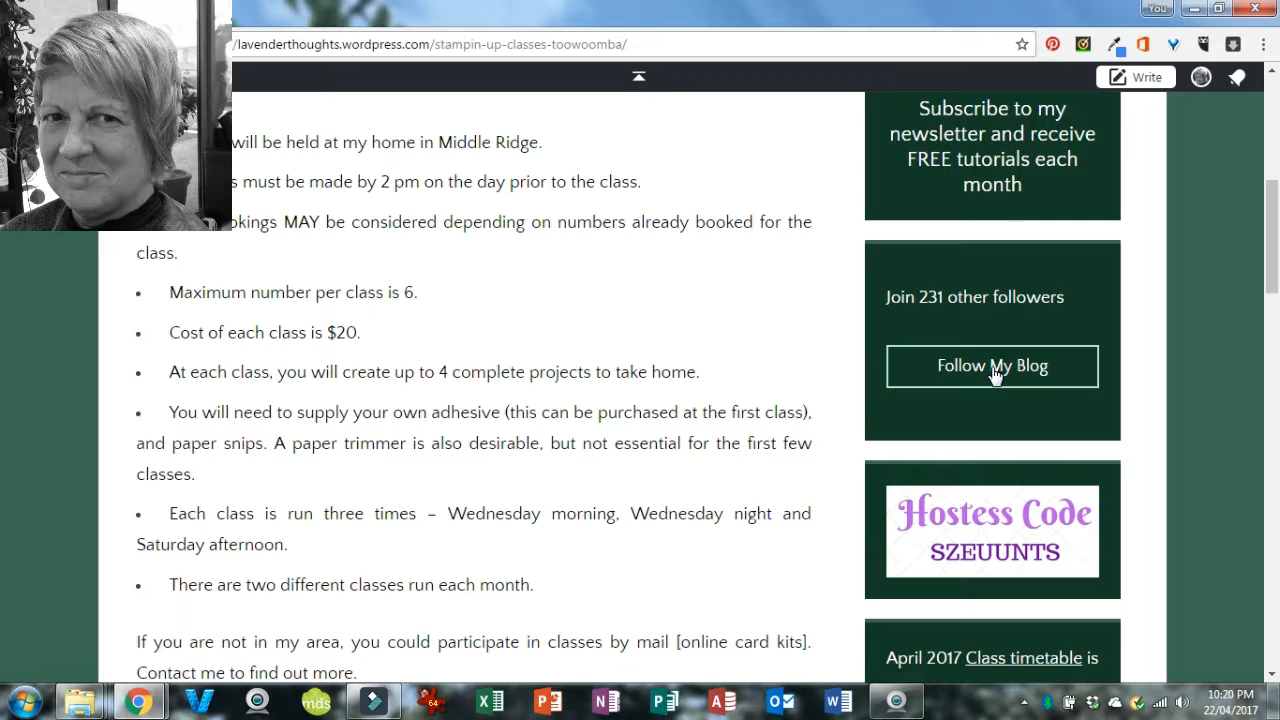 You
/lavenderthoughts.wordpress.com/stampin-up-classes-toowoomba/
Write
will be held at my home in Middle Ridge.
s must be made by 2 pm on the day prior to the class.
okings MAY be considered depending on numbers already booked for the
class.
• Maximum number per class is 6.
• Cost of each class is $20.
• At each class, you will create up to 4 complete projects to take home.
• You will need to supply your own adhesive (this can be purchased at the first class),
and paper snips. A paper trimmer is also desirable, but not essential for the first few
classes.
• Each class is run three times – Wednesday morning, Wednesday night and
Saturday afternoon.
• There are two different classes run each month.
If you are not in my area, you could participate in classes by mail [online card kits].
Contact me to find out more.
Subscribe to my
newsletter and receive
FREE tutorials each
month
Join 231 other followers
Follow My Blog
Hostess Code
SZEUUNTS
April 2017 Class timetable is
mds
64
10:20 PM
22/04/2017